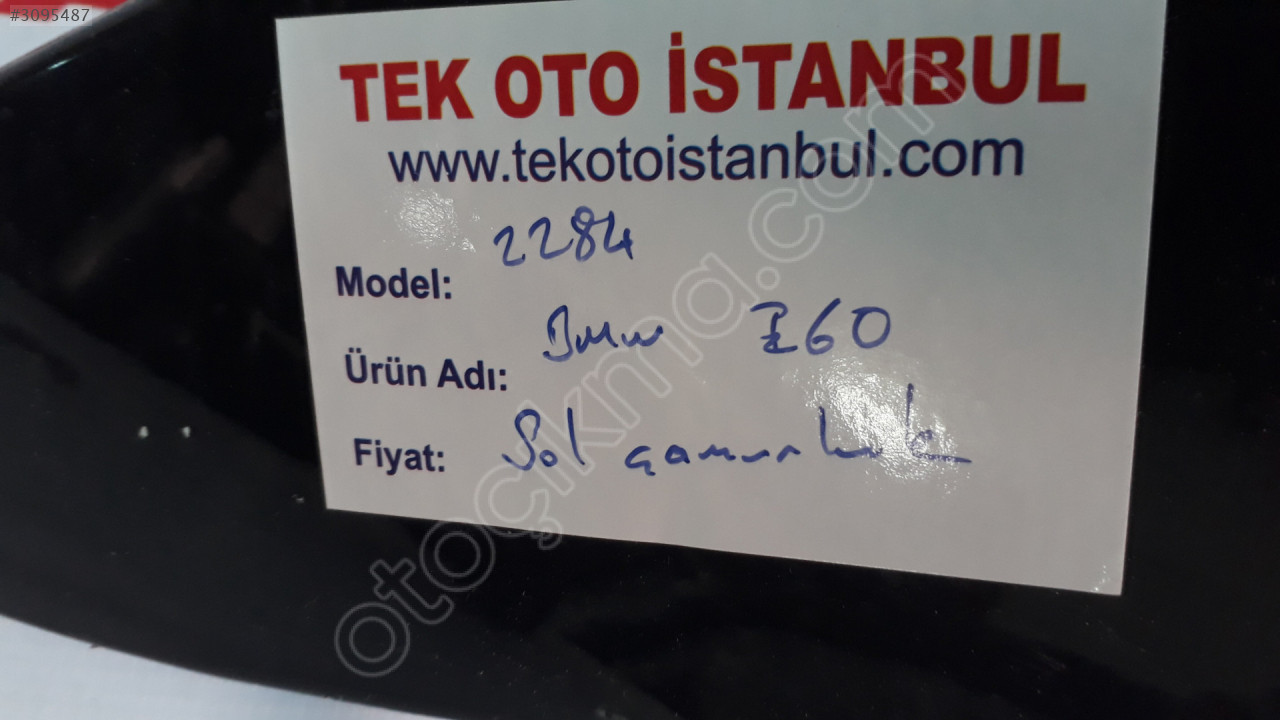 #3095487
TEK OTO İSTANBUL
www.tekotoistanbul.com
2284
Model:
Bmw E60
Ürün Adı:
Fiyat: Sol çamurluk
otoçıkma.com